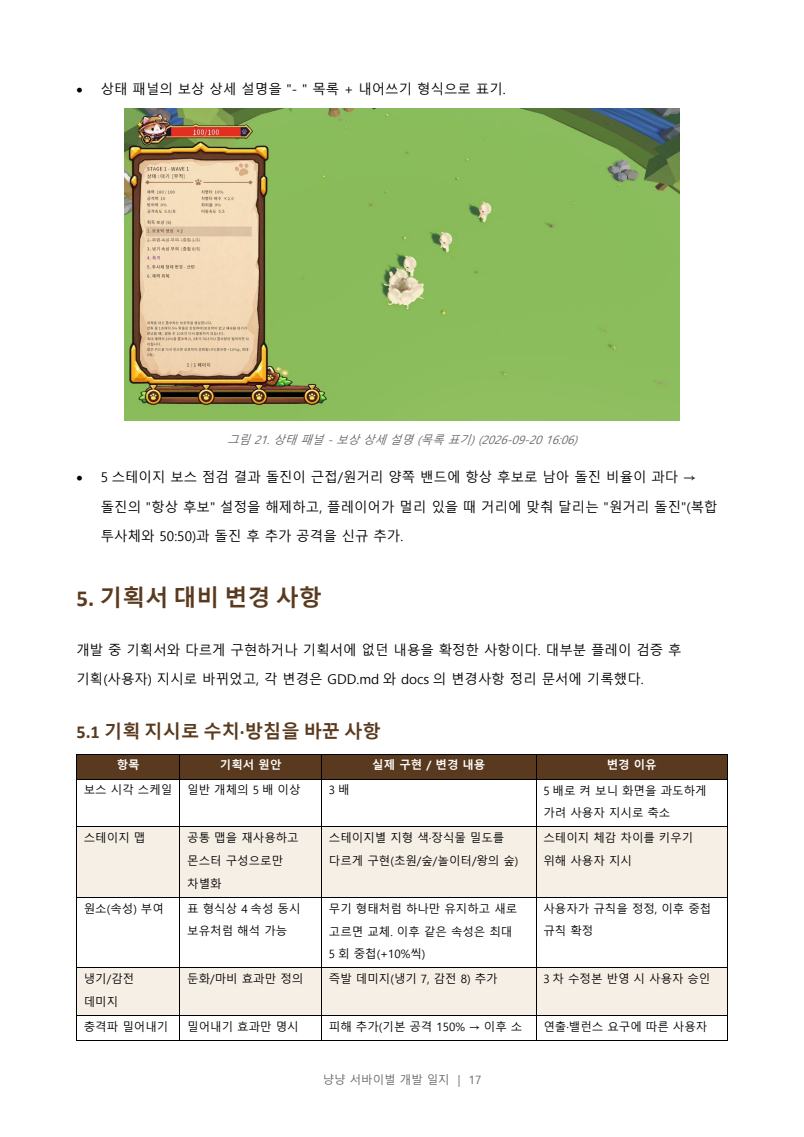 • 상태 패널의 보상 상세 설명을 "- " 목록 + 내어쓰기 형식으로 표기.
100/100
STAGE 1 - WAVE 1
체력 100 / 100
공격력 10
그림 21. 상태 패널 - 보상 상세 설명 (목록 표기) (2026-09-20 16:06)
1 / 1 페이지
• 5 스테이지 보스 점검 결과 돌진이 근접/원거리 양쪽 밴드에 항상 후보로 남아 돌진 비율이 과다 →
돌진의 "항상 후보" 설정을 해제하고, 플레이어가 멀리 있을 때 거리에 맞춰 달리는 "원거리 돌진"(복합
투사체와 50:50)과 돌진 후 추가 공격을 신규 추가.
5. 기획서 대비 변경 사항
개발 중 기획서와 다르게 구현하거나 기획서에 없던 내용을 확정한 사항이다. 대부분 플레이 검증 후
기획(사용자) 지시로 바뀌었고, 각 변경은 GDD.md 와 docs 의 변경사항 정리 문서에 기록했다.
5.1 기획 지시로 수치·방침을 바꾼 사항
항목 기획서 원안 실제 구현 / 변경 내용 변경 이유
보스 시각 스케일 일반 개체의 5 배 이상 3 배 5 배로 켜 보니 화면을 과도하게
가려 사용자 지시로 축소
스테이지 맵 공통 맵을 재사용하고 스테이지별 지형 색·장식물 밀도를 스테이지 체감 차이를 키우기
몬스터 구성으로만 다르게 구현(초원/숲/놀이터/왕의 숲) 위해 사용자 지시
차별화
원소(속성) 부여 표 형식상 4 속성 동시 무기 형태처럼 하나만 유지하고 새로 사용자가 규칙을 정정, 이후 중첩
보유처럼 해석 가능 고르면 교체. 이후 같은 속성은 최대 규칙 확정
5 회 중첩(+10%씩)
냉기/감전 둔화/마비 효과만 정의 즉발 데미지(냉기 7, 감전 8) 추가 3 차 수정본 반영 시 사용자 승인
데미지
충격파 밀어내기 밀어내기 효과만 명시 피해 추가(기본 공격 150% → 이후 소 연출·밸런스 요구에 따른 사용자
냥냥 서바이벌 개발 일지 | 17